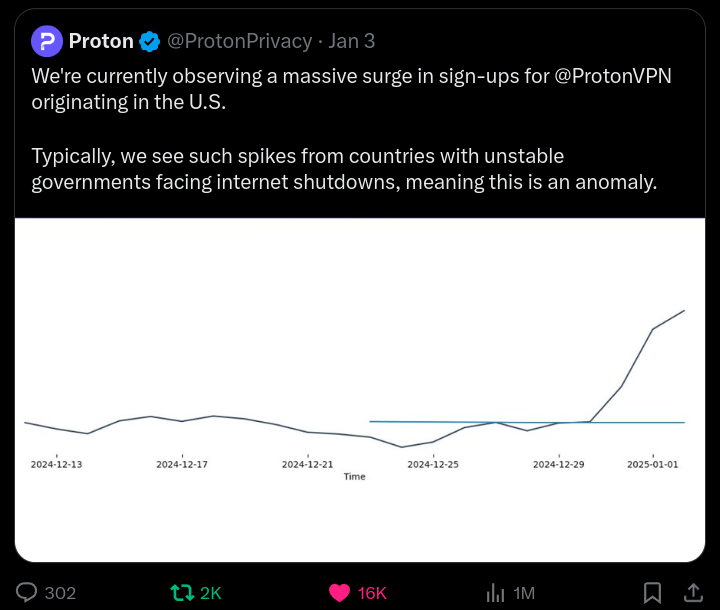 Proton @ProtonPrivacy · Jan 3
We're currently observing a massive surge in sign-ups for @ProtonVPN
originating in the U.S.
Typically, we see such spikes from countries with unstable
governments facing internet shutdowns, meaning this is an anomaly.
2024-12-13 2024-12-17 2024-12-21 2024-12-25 2024-12-29 2025-01-01
Time
302 2K 16K 1M